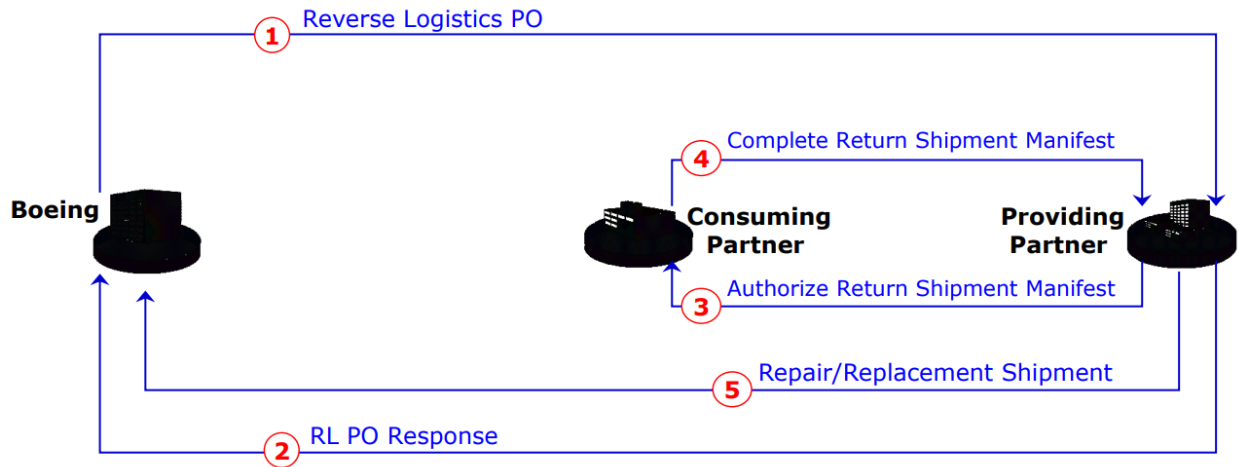 Reverse Logistics PO
1
Complete Return Shipment Manifest
4
Boeing
Consuming
Partner
Providing
Partner
Authorize Return Shipment Manifest
3
Repair/Replacement Shipment
5
RL PO Response
2